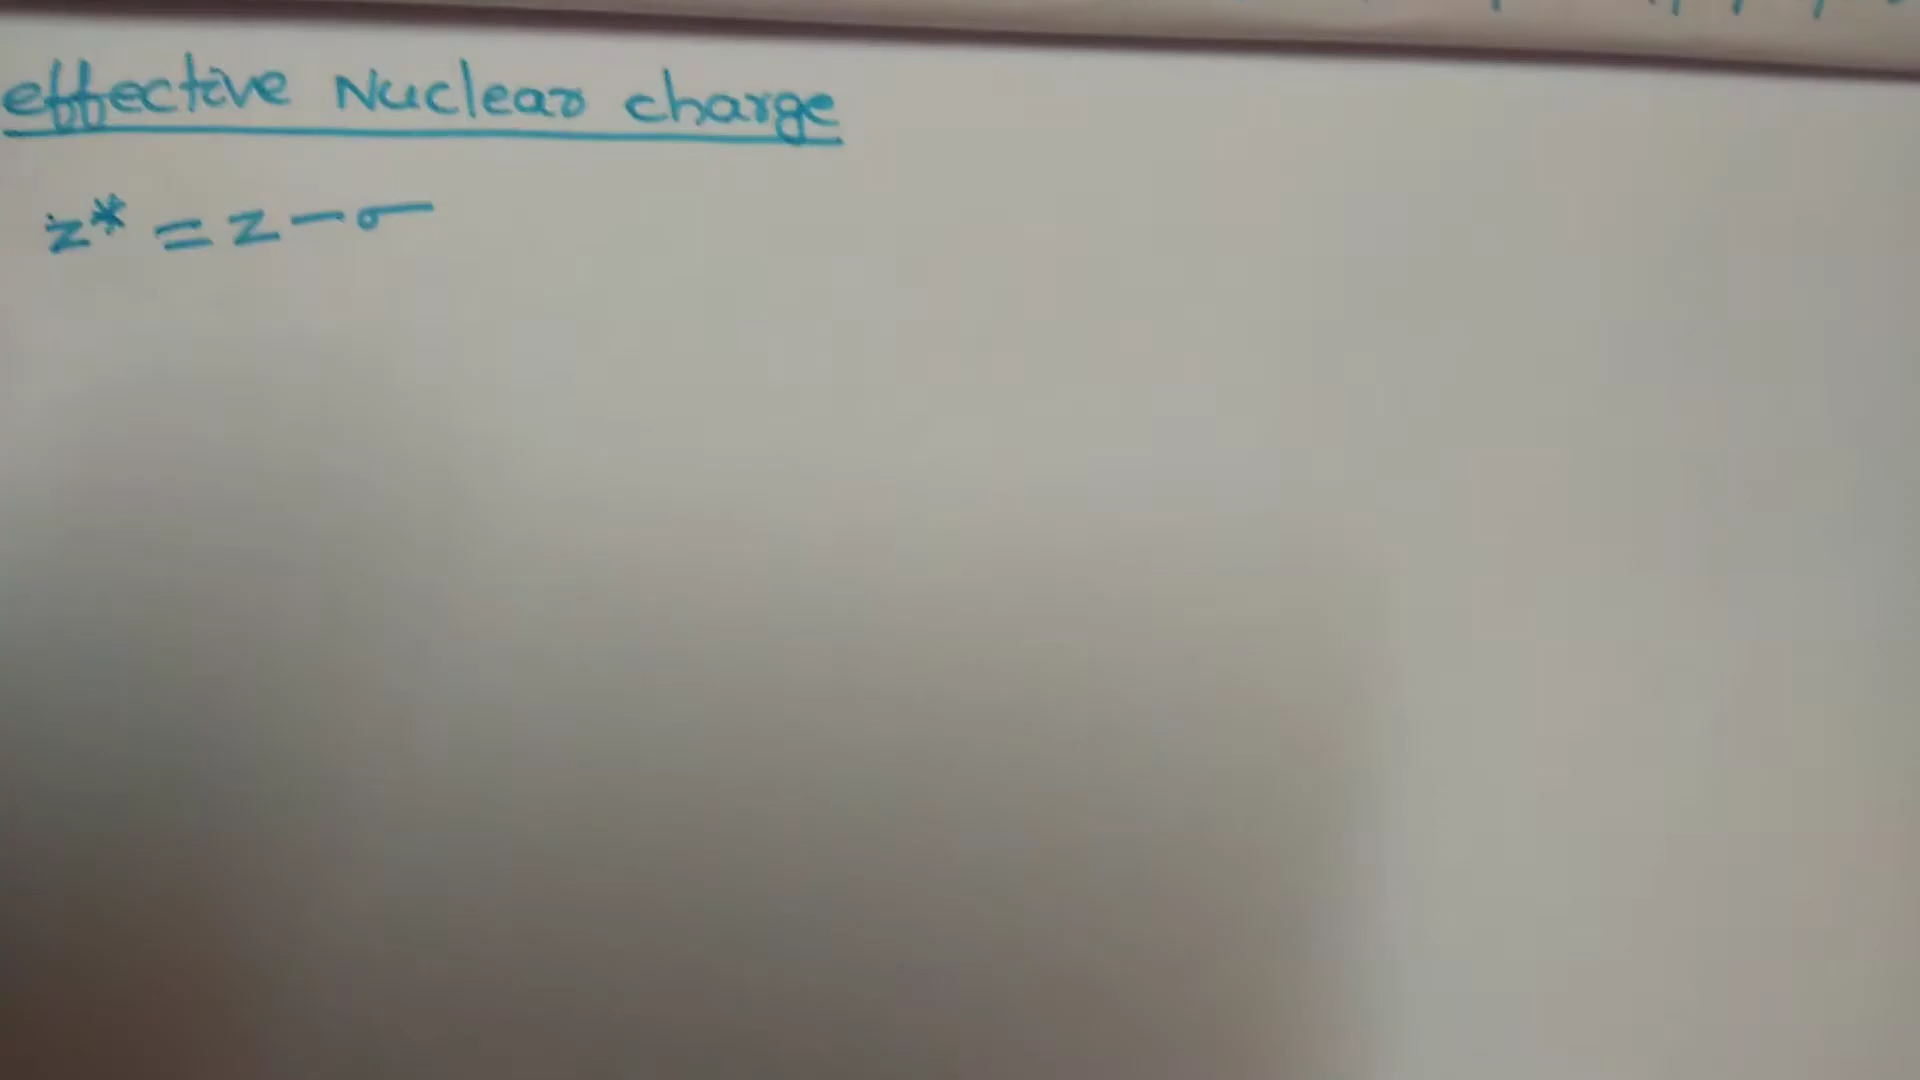 effective Nuclear charge
z* = z - σ